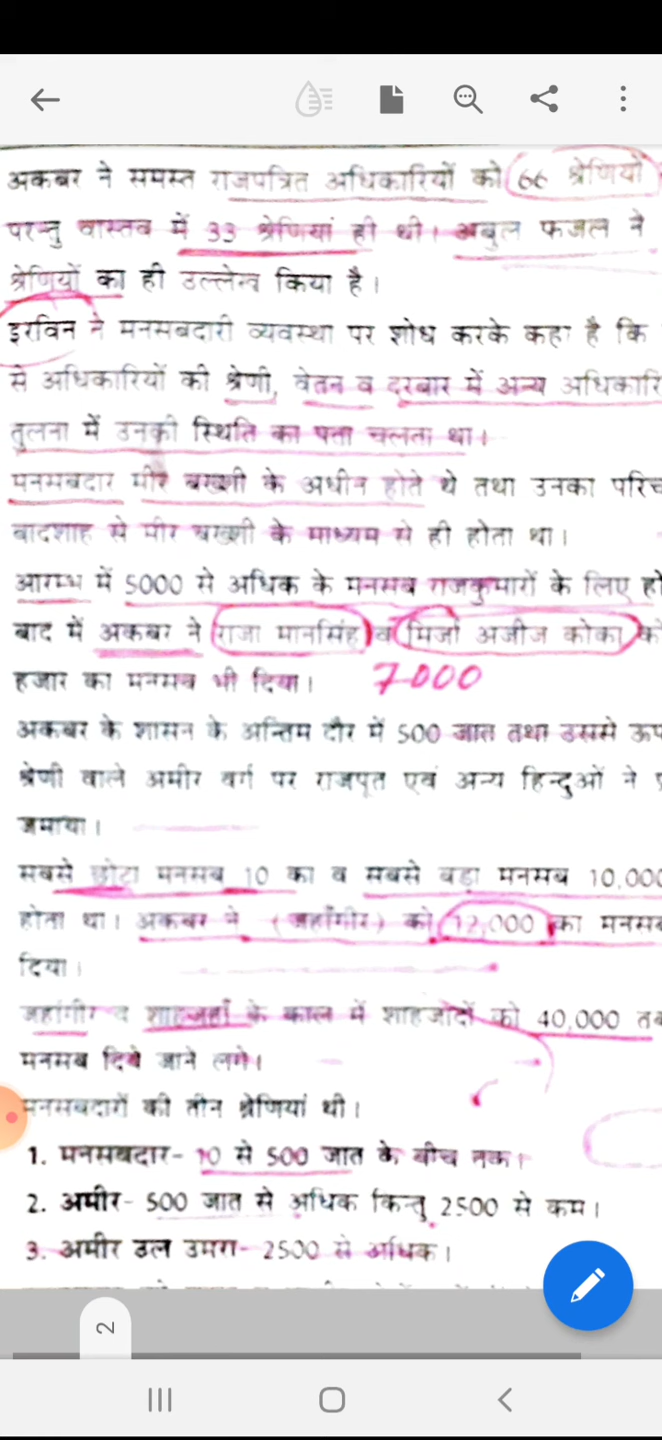 अकबर ने समस्त राजपत्रित अधिकारियों को 66 श्रेणियों
परन्तु वास्तव में 33 श्रेणियां ही थी। अबुल फजल ने
श्रेणियों का ही उल्लेख किया है।
इरविन ने मनसबदारी व्यवस्था पर शोध करके कहा है कि
से अधिकारियों की श्रेणी, वेतन व दरबार में अन्य अधिकारि
तुलना में उनकी स्थिति का पता चलता था।
मनसबदार मीर बख्शी के अधीन होते थे तथा उनका परिच
बादशाह से मीर बख्शी के माध्यम से ही होता था।
आरम्भ में 5000 से अधिक के मनसब राजकुमारों के लिए हो
बाद में अकबर ने राजा मानसिंह व मिर्जा अजीज कोका को
हजार का मनसब भी दिया। 7000
अकबर के शासन के अन्तिम दौर में 500 जात तथा उससे ऊप
श्रेणी वाले अमीर वर्ग पर राजपूत एवं अन्य हिन्दुओं ने
जमाया।
सबसे छोटा मनसब 10 का व सबसे बड़ा मनसब 10,000
होता था। अकबर ने (जहाँगीर) को 12,000 का मनसब
दिया।
जहांगीर व शाहजहाँ के काल में शाहजादों को 40,000 तक
मनसब दिये जाने लगे।
मनसबदारों की तीन श्रेणियां थी।
1. मनसबदार- 10 से 500 जात के बीच तक।
2. अमीर- 500 जात से अधिक किन्तु 2500 से कम।
3. अमीर उल उमरा- 2500 से अधिक।
2